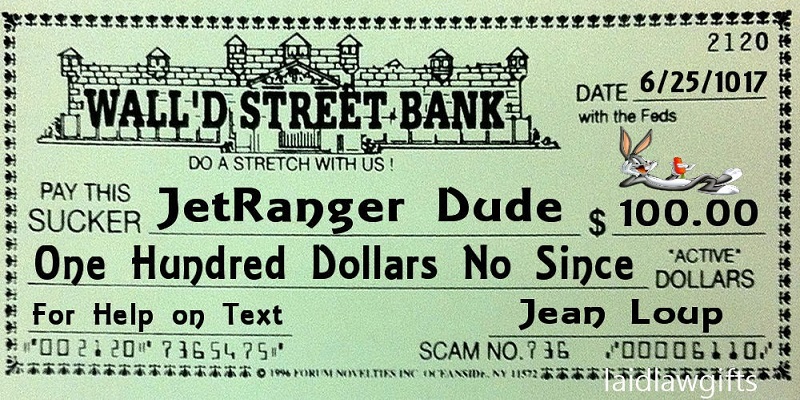 2120
WALL'D STREET BANK
DATE 6/25/1017
with the Feds
DO A STRETCH WITH US!
PAY THIS
SUCKER JetRanger Dude $ 100.00
One Hundred Dollars No Since "ACTIVE" DOLLARS
For Help on Text Jean Loup
⑈002120⑈ 7365475⑈ SCAM NO. 736 ⑈00006110⑈
© 1996 FORUM NOVELTIES INC OCEANSIDE, NY 11572
laidlawgifts